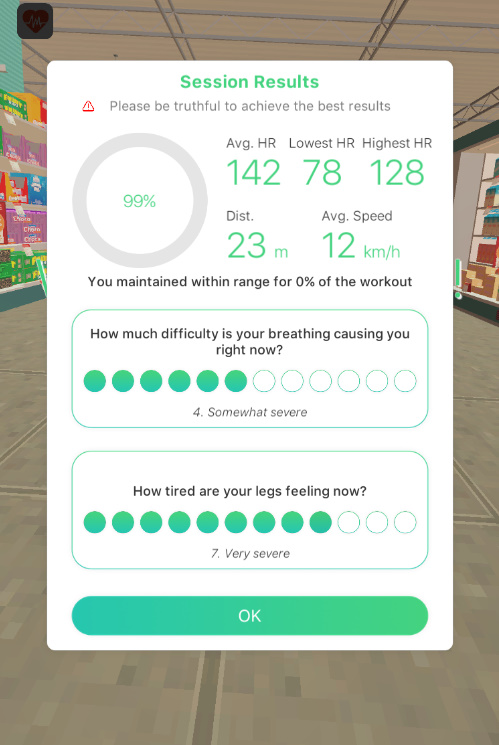 Session Results
Please be truthful to achieve the best results
Avg. HR Lowest HR Highest HR
142 78 128
99%
Dist. Avg. Speed
23 m 12 km/h
You maintained within range for 0% of the workout
How much difficulty is your breathing causing you
right now?
4. Somewhat severe
How tired are your legs feeling now?
7. Very severe
OK
Choco
Choco